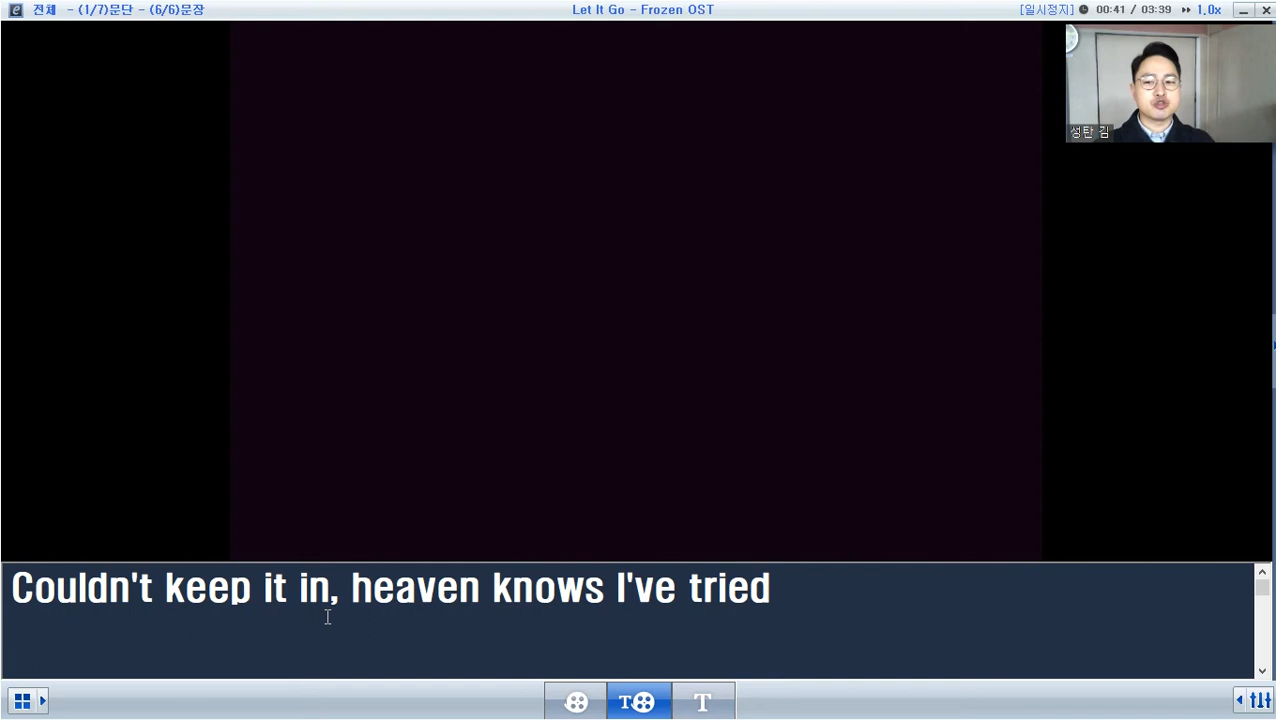 전체 - (1/7)문단 - (6/6)문장
Let It Go - Frozen OST
[일시정지] 00:41 / 03:39 1.0x
성탄 김
Couldn't keep it in, heaven knows I've tried
T
T